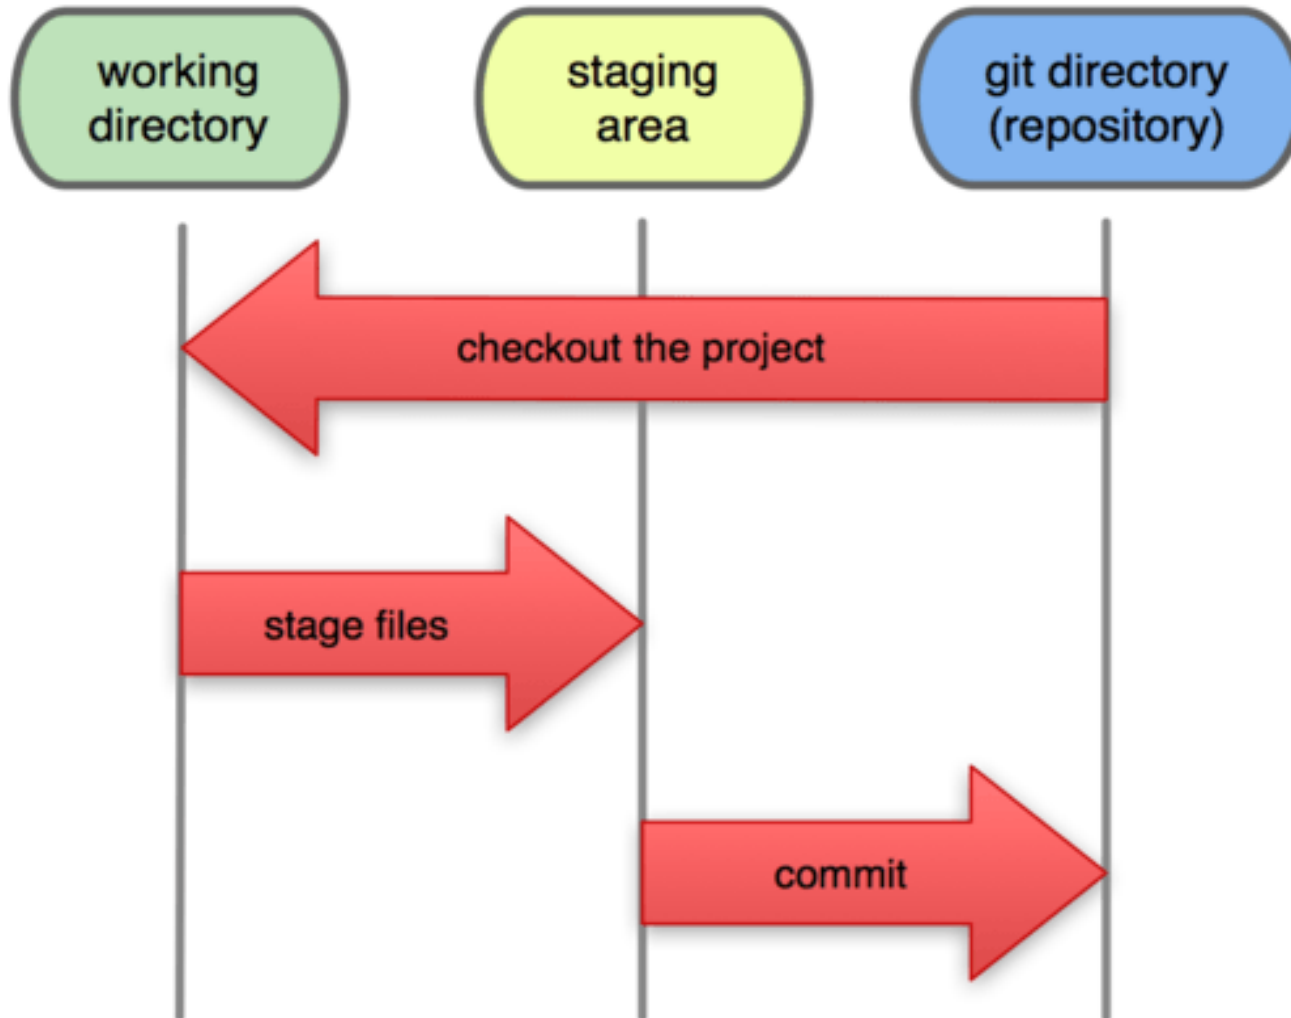 working
directory
staging
area
git directory
(repository)
checkout the project
stage files
commit